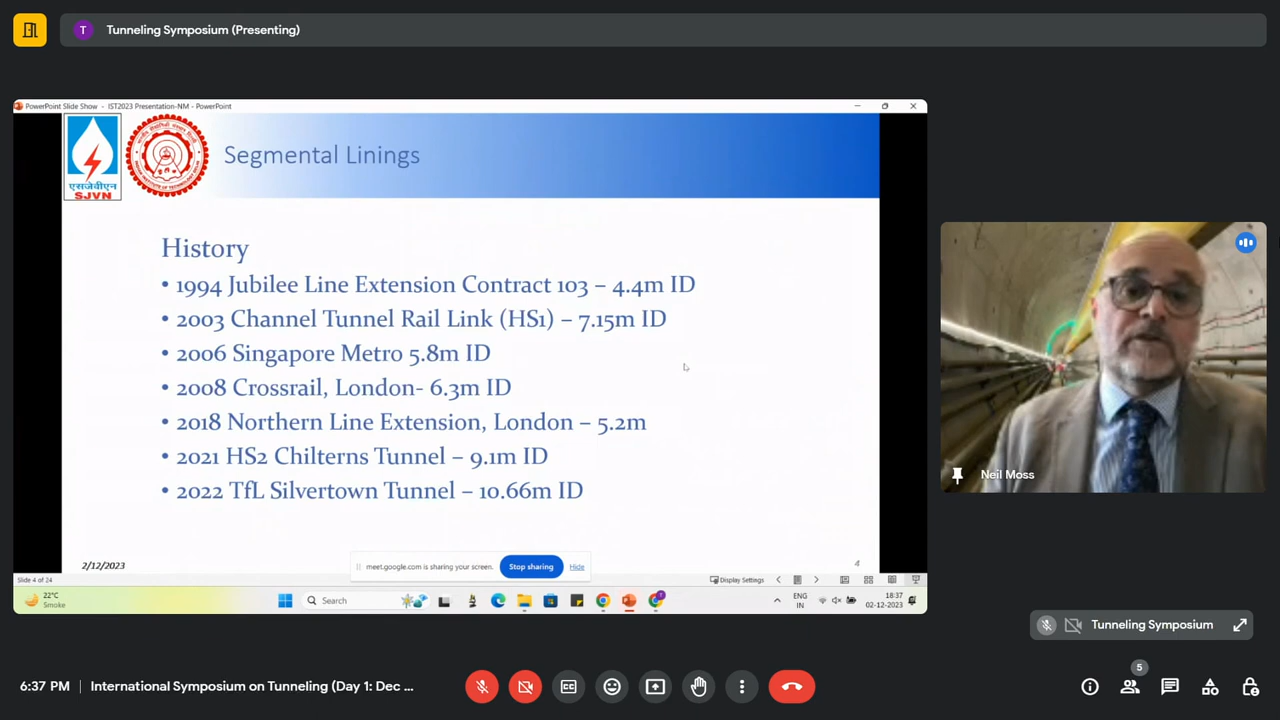 T Tunneling Symposium (Presenting)
PowerPoint Slide Show - IST2023 Presentation-NM - PowerPoint
एसजेवीएन
SJVN
Segmental Linings
History
• 1994 Jubilee Line Extension Contract 103 – 4.4m ID
• 2003 Channel Tunnel Rail Link (HS1) – 7.15m ID
• 2006 Singapore Metro 5.8m ID
• 2008 Crossrail, London- 6.3m ID
• 2018 Northern Line Extension, London – 5.2m
• 2021 HS2 Chilterns Tunnel – 9.1m ID
• 2022 TfL Silvertown Tunnel – 10.66m ID
2/12/2023
meet.google.com is sharing your screen. Stop sharing Hide
4
Slide 4 of 24
Display Settings
22°C
Smoke
Search
ENG
IN
18:37
02-12-2023
Neil Moss
Tunneling Symposium
6:37 PM | International Symposium on Tunneling (Day 1: Dec ...
5